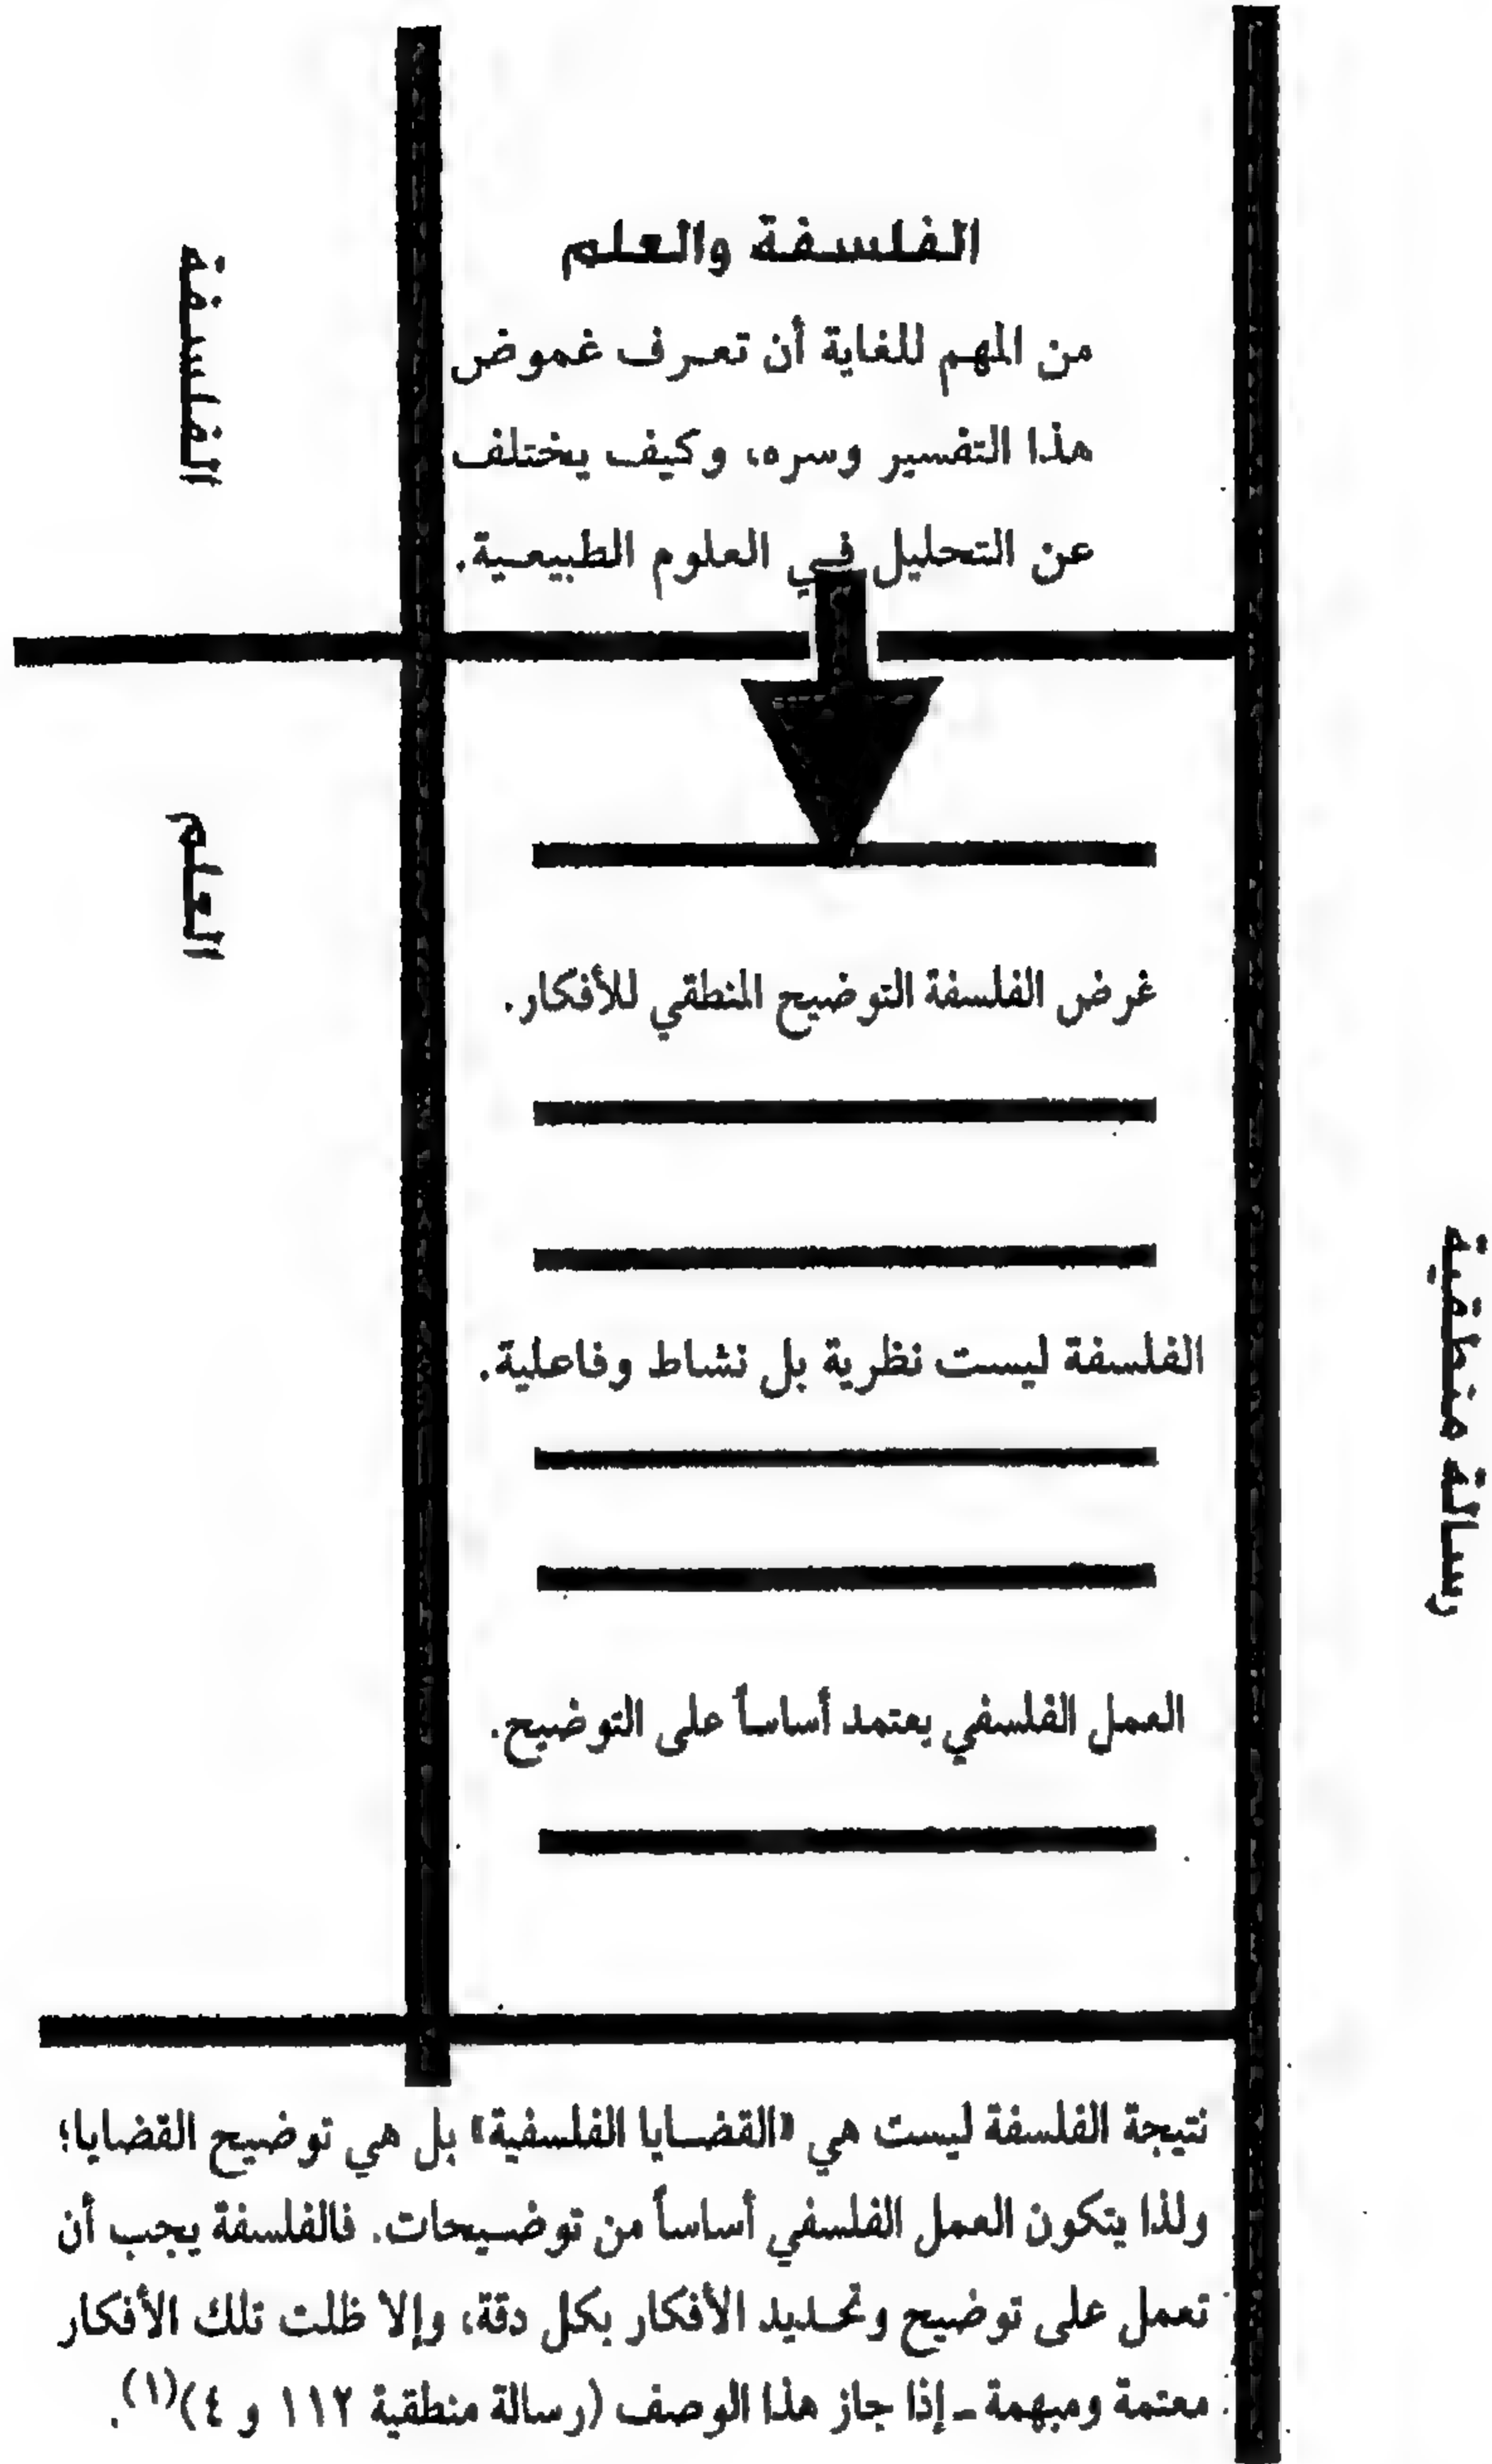 الفلسفة والعلم
من المهم للغاية أن تعرف غموض
هذا التفسير وسره، وكيف يختلف
عن التحليل في العلوم الطبيعية.
الفلسفة
العلم
غرض الفلسفة التوضيح المنطقي للأفكار.
الفلسفة ليست نظرية بل نشاط وفاعلية.
العمل الفلسفي يعتمد أساساً على التوضيح.
رسالة منطقية
نتيجة الفلسفة ليست هي «القضايا الفلسفية» بل هي توضيح القضايا؛
ولذا يتكون العمل الفلسفي أساساً من توضيحات. فالفلسفة يجب أن
تعمل على توضيح وتحديد الأفكار بكل دقة، وإلا ظلت تلك الأفكار
معتمة ومبهمة ـ إذا جاز هذا الوصف (رسالة منطقية ١١٢ و ٤)(١).